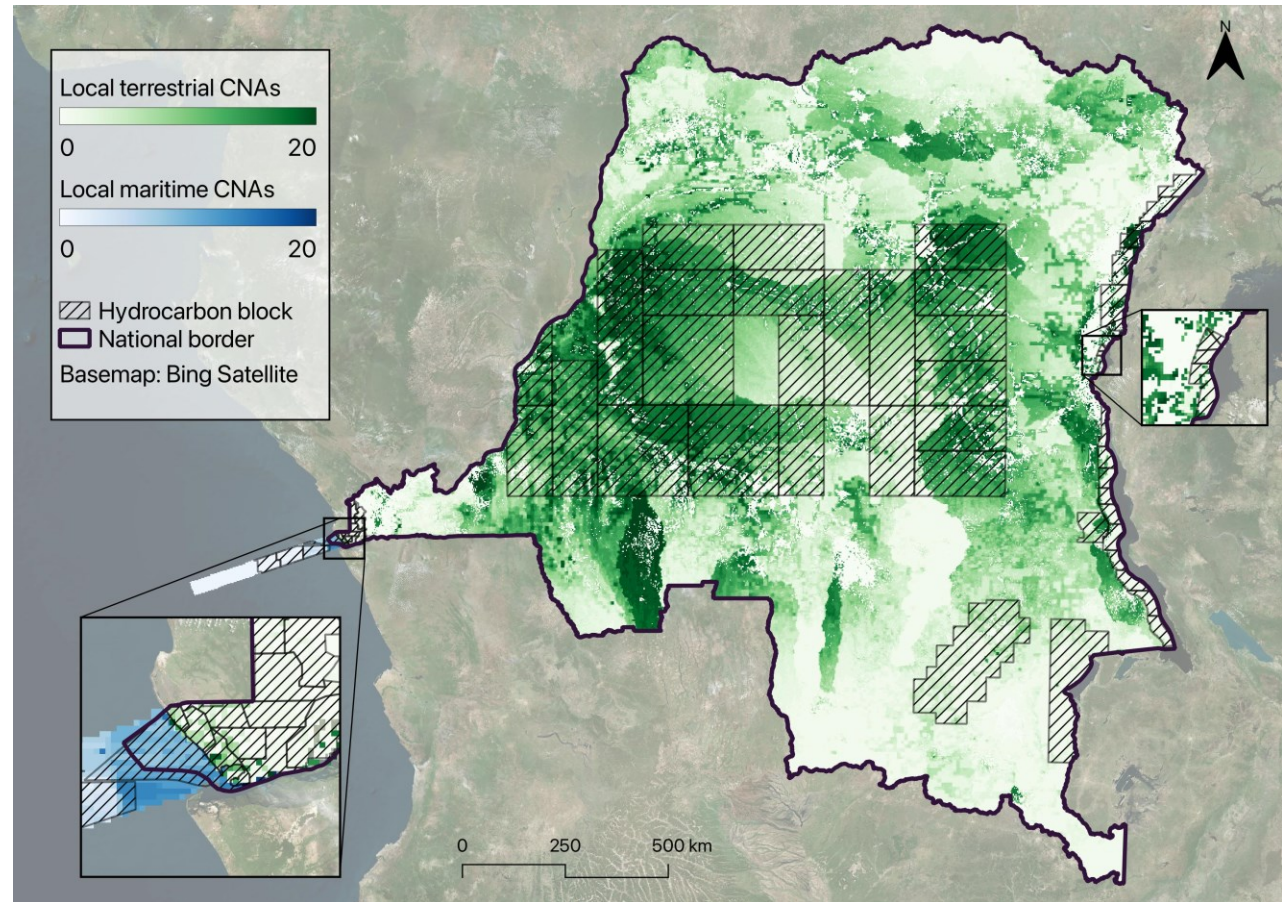 N
Local terrestrial CNAs
0 20
Local maritime CNAs
0 20
Hydrocarbon block
National border
Basemap: Bing Satellite
0 250 500 km